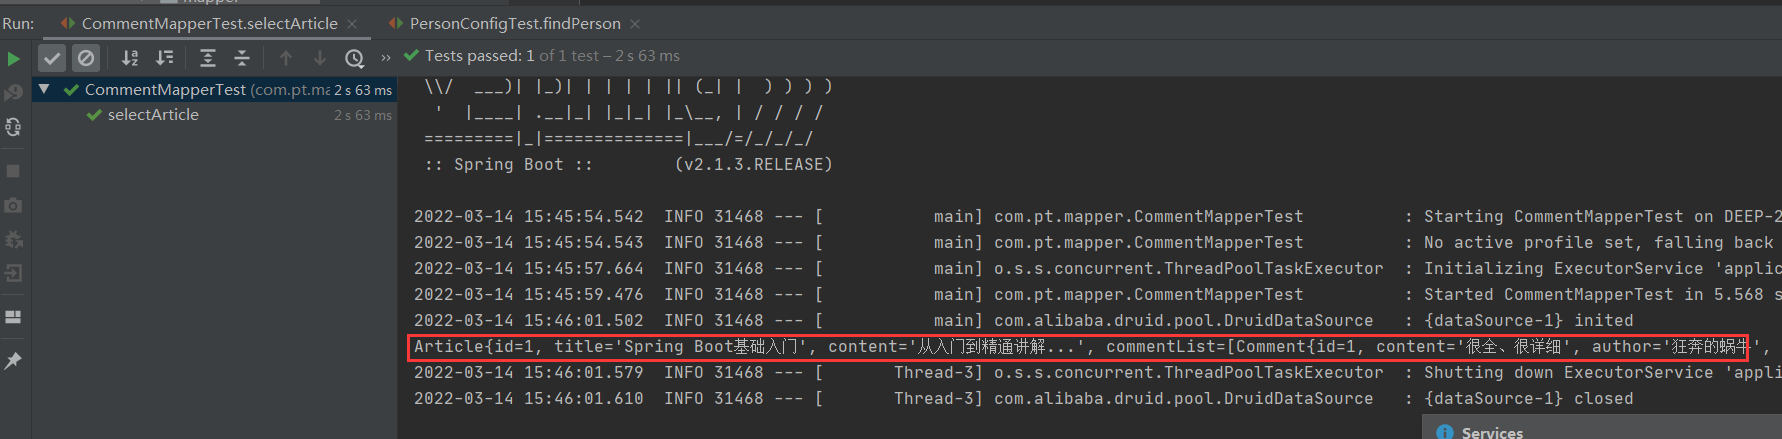 mapper
Run: CommentMapperTest.selectArticle × PersonConfigTest.findPerson ×
Tests passed: 1 of 1 test – 2 s 63 ms
CommentMapperTest (com.pt.ma 2 s 63 ms
selectArticle 2 s 63 ms
\\/  ___)| |_)| | | | | || (_| |  ) ) ) )
'  |____| .__|_| |_|_| |_\__, | / / / /
=========|_|==============|___/=/_/_/_/
:: Spring Boot ::        (v2.1.3.RELEASE)
2022-03-14 15:45:54.542  INFO 31468 --- [           main] com.pt.mapper.CommentMapperTest          : Starting CommentMapperTest on DEEP-2
2022-03-14 15:45:54.543  INFO 31468 --- [           main] com.pt.mapper.CommentMapperTest          : No active profile set, falling back
2022-03-14 15:45:57.664  INFO 31468 --- [           main] o.s.s.concurrent.ThreadPoolTaskExecutor  : Initializing ExecutorService 'applic
2022-03-14 15:45:59.476  INFO 31468 --- [           main] com.pt.mapper.CommentMapperTest          : Started CommentMapperTest in 5.568 s
2022-03-14 15:46:01.502  INFO 31468 --- [           main] com.alibaba.druid.pool.DruidDataSource   : {dataSource-1} inited
Article{id=1, title='Spring Boot基础入门', content='从入门到精通讲解...', commentList=[Comment{id=1, content='很全、很详细', author='狂奔的蜗牛',
2022-03-14 15:46:01.579  INFO 31468 --- [       Thread-3] o.s.s.concurrent.ThreadPoolTaskExecutor  : Shutting down ExecutorService 'appli
2022-03-14 15:46:01.610  INFO 31468 --- [       Thread-3] com.alibaba.druid.pool.DruidDataSource   : {dataSource-1} closed
Services